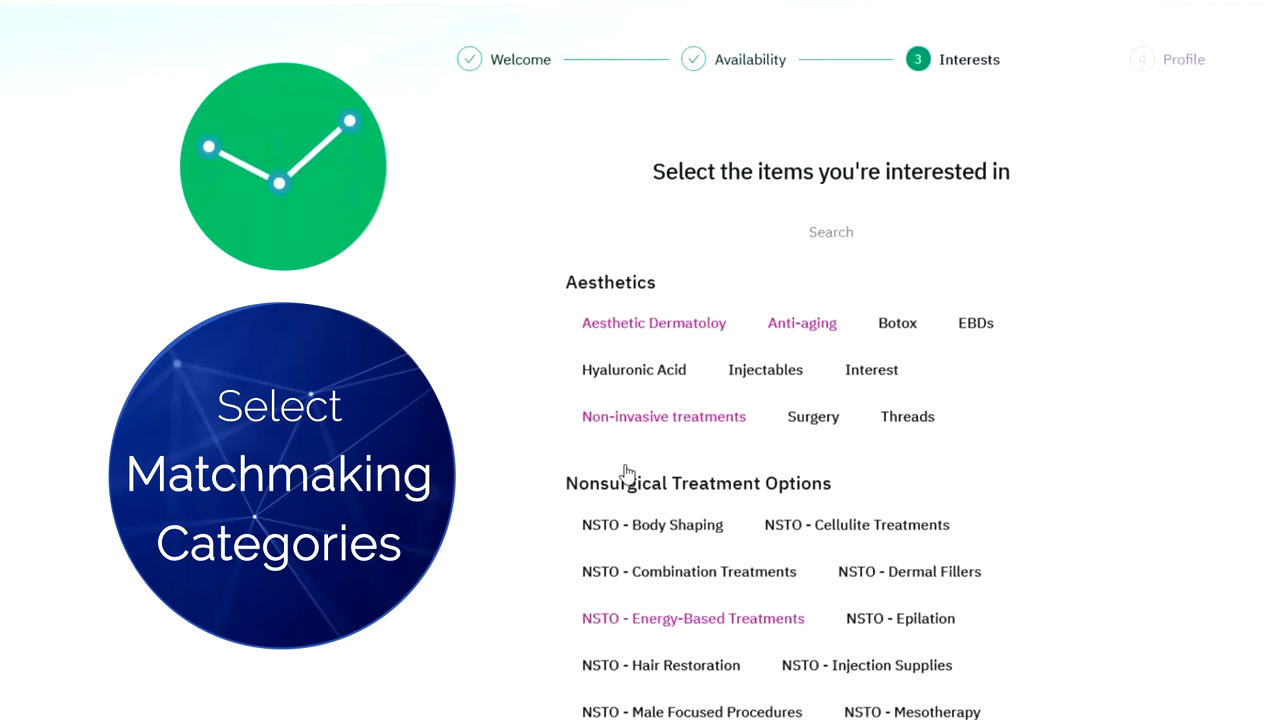 Welcome
Availability
3 Interests
4 Profile
Select the items you're interested in
Search
Aesthetics
Aesthetic Dermatoloy Anti-aging Botox EBDs
Hyaluronic Acid Injectables Interest
Non-invasive treatments Surgery Threads
Nonsurgical Treatment Options
NSTO - Body Shaping NSTO - Cellulite Treatments
NSTO - Combination Treatments NSTO - Dermal Fillers
NSTO - Energy-Based Treatments NSTO - Epilation
NSTO - Hair Restoration NSTO - Injection Supplies
NSTO - Male Focused Procedures NSTO - Mesotherapy
Select
Matchmaking
Categories